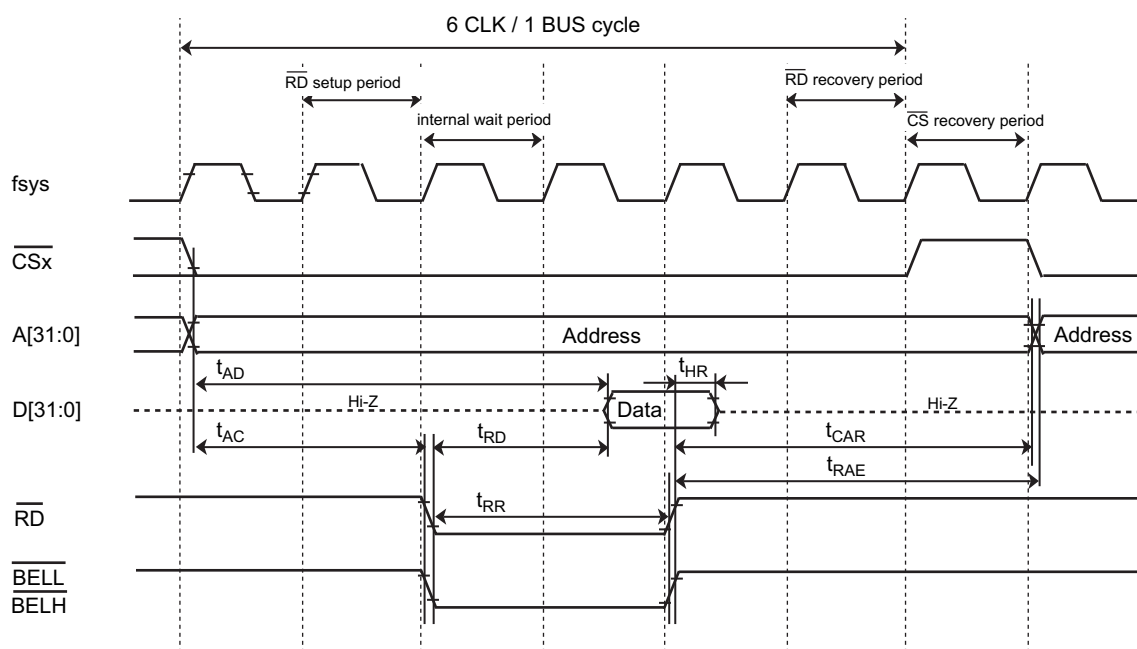 6 CLK / 1 BUS cycle
RD setup period
RD recovery period
internal wait period
CS recovery period
fsys
CSx
A[31:0]
Address
Address
tAD
tHR
D[31:0]
Hi-Z
Data
Hi-Z
tAC
tRD
tCAR
tRAE
tRR
RD
BELL
BELH